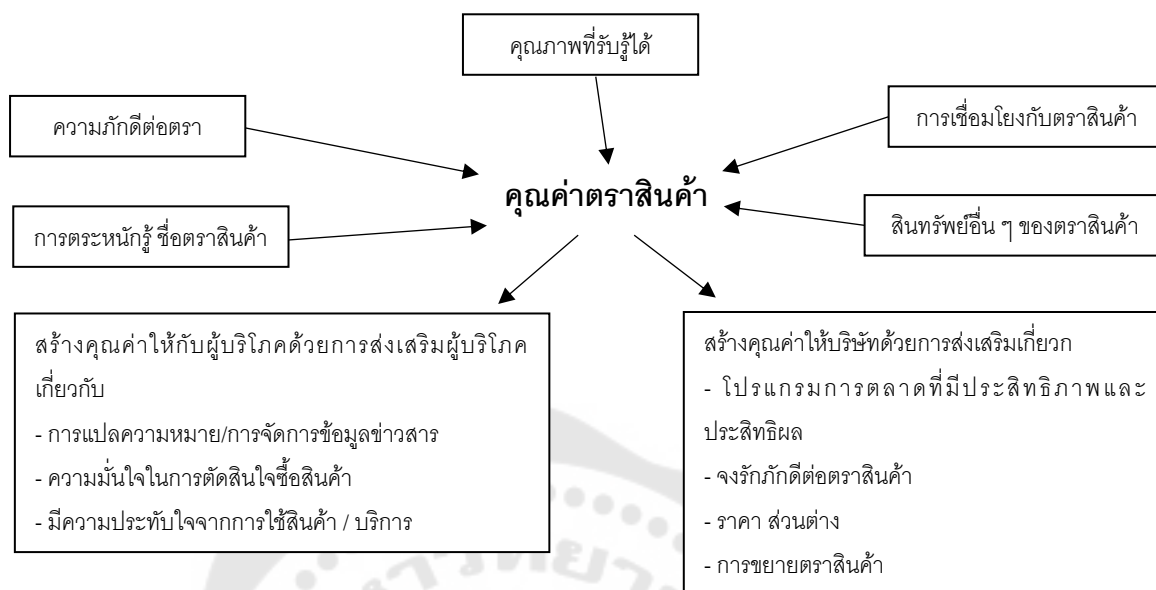 คุณภาพที่รับรู้ได้
ความภักดีต่อตรา
การเชื่อมโยงกับตราสินค้า
คุณค่าตราสินค้า
การตระหนักรู้ ชื่อตราสินค้า
สินทรัพย์อื่น ๆ ของตราสินค้า
สร้างคุณค่าให้กับผู้บริโภคด้วยการส่งเสริมผู้บริโภค
เกี่ยวกับ
- การแปลความหมาย/การจัดการข้อมูลข่าวสาร
- ความมั่นใจในการตัดสินใจซื้อสินค้า
- มีความประทับใจจากการใช้สินค้า / บริการ
สร้างคุณค่าให้บริษัทด้วยการส่งเสริมเกี่ยวก
- โปรแกรมการตลาดที่มีประสิทธิภาพและ
ประสิทธิผล
- จงรักภักดีต่อตราสินค้า
- ราคา ส่วนต่าง
- การขยายตราสินค้า